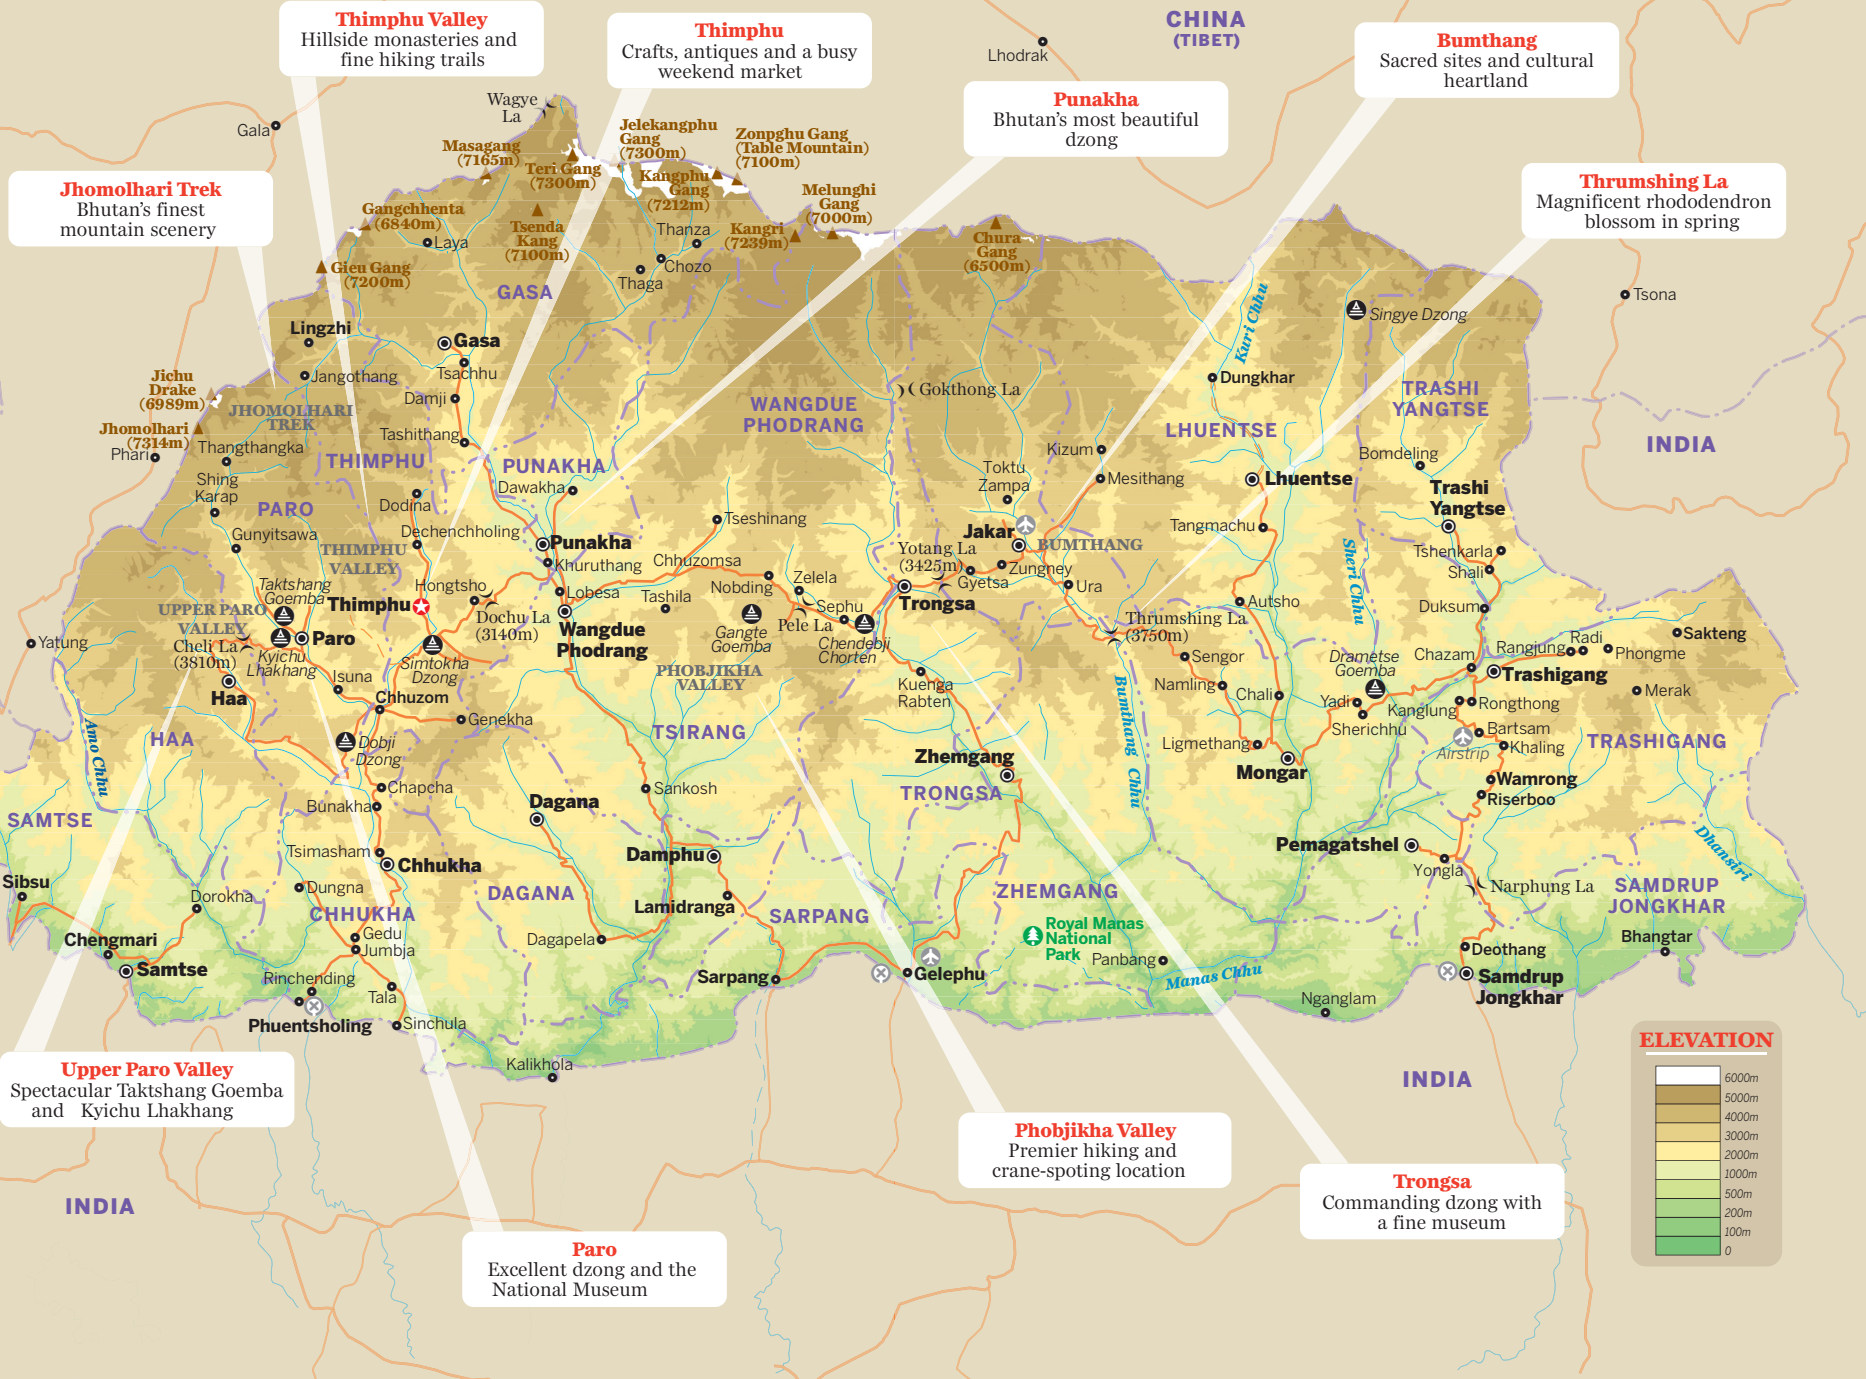 Thimphu Valley
Hillside monasteries and
fine hiking trails
Thimphu
Crafts, antiques and a busy
weekend market
CHINA
(TIBET)
Bumthang
Sacred sites and cultural
heartland
Lhodrak
Punakha
Bhutan's most beautiful
dzong
Wagye
La
Gala
Jelekangphu
Gang
(7300m)
Zonpghu Gang
(Table Mountain)
(7100m)
Masagang
(7165m)
Teri Gang
(7300m)
Kangphu
Gang
(7212m)
Melunghi
Gang
(7000m)
Jhomolhari Trek
Bhutan's finest
mountain scenery
Thrumshing La
Magnificent rhododendron
blossom in spring
Gangchhenta
(6840m)
Laya
Tsenda
Kang
(7100m)
Thanza
Kangri
(7239m)
Chura
Gang
(6500m)
Gieu Gang
(7200m)
Chozo
Thaga
GASA
Tsona
Kuri Chhu
Singye Dzong
Lingzhi
Gasa
Tsachhu
Jangothang
Jichu
Drake
(6989m)
Damji
Dungkhar
Gokthong La
TRASHI
YANGTSE
WANGDUE
PHODRANG
JHOMOLHARI
TREK
Jhomolhari
(7314m)
Phari
Tashithang
LHUENTSE
INDIA
Thangthangka
THIMPHU
PUNAKHA
Kizum
Bomdeling
Toktu
Zampa
Mesithang
Lhuentse
Shing
Karap
Dawakha
Trashi
Yangtse
PARO
Dodina
Tseshinang
Tangmachu
Gunyitsawa
Dechenchholing
Jakar
BUMTHANG
THIMPHU
VALLEY
Punakha
Khuruthang
Chhuzomsa
Yotang La
(3425m)
Tshenkarla
Sheri Chhu
Zungney
Gyetsa
Shali
Taktshang
Goemba
Hongtsho
Lobesa
Nobding
Zelela
Ura
UPPER PARO
VALLEY
Thimphu
Tashila
Sephu
Trongsa
Autsho
Duksum
Dochu La
(3140m)
Wangdue
Phodrang
Gangte
Goemba
Pele La
Thrumshing La
(3750m)
Yatung
Cheli La
(3810m)
Paro
Kyichu
Lhakhang
Simtokha
Dzong
Chendebji
Chorten
Sakteng
Radi
Rangjung
Phongme
Drametse
Goemba
Chazam
Sengor
Trashigang
Isuna
PHOBJIKHA
VALLEY
Kuenga
Rabten
Namling
Chali
Merak
Haa
Chhuzom
Yadi
Kanglung
Rongthong
Genekha
Bumthang Chhu
Sherichhu
Bartsam
Amo Chhu
HAA
Dobji
Dzong
TSIRANG
Ligmethang
Airstrip
Khaling
TRASHIGANG
Zhemgang
Mongar
Chapcha
Sankosh
Wamrong
TRONGSA
Riserboo
Bunakha
Dagana
SAMTSE
Tsimasham
Chhukha
Damphu
Pemagatshel
Dhansiri
Yongla
Sibsu
Dungna
Dorokha
DAGANA
Lamidranga
ZHEMGANG
Narphung La
SAMDRUP
JONGKHAR
CHHUKHA
SARPANG
Royal Manas
National
Park
Chengmari
Gedu
Jumbja
Dagapela
Bhangtar
Deothang
Samtse
Rinchending
Tala
Sarpang
Gelephu
Panbang
Manas Chhu
Samdrup
Jongkhar
Nganglam
Phuentsholing
Sinchula
Kalikhola
ELEVATION
6000m
5000m
4000m
3000m
2000m
1000m
500m
200m
100m
0
Upper Paro Valley
Spectacular Taktshang Goemba
and Kyichu Lhakhang
INDIA
Phobjikha Valley
Premier hiking and
crane-spoting location
Trongsa
Commanding dzong with
a fine museum
INDIA
Paro
Excellent dzong and the
National Museum